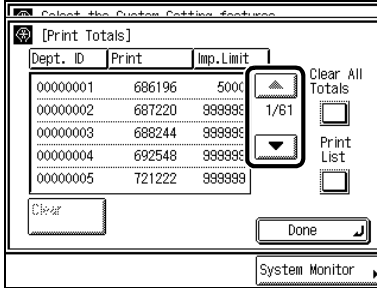 Select the Custom Setting features
[Print Totals]
Dept. ID Print Imp.Limit
00000001 686196 5000
00000002 687220 999999
00000003 688244 999999
00000004 692548 999999
00000005 721222 999999
1/61
Clear All
Totals
Print
List
Clear
Done
System Monitor